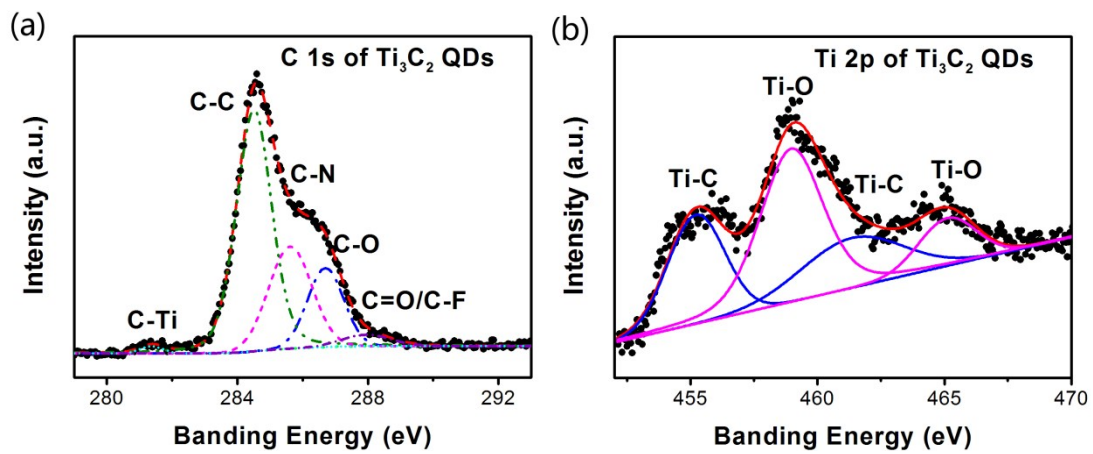 (a)
C 1s of Ti₃C₂ QDs
C-C
C-N
C-O
C=O/C-F
C-Ti
Intensity (a.u.)
280 284 288 292
Banding Energy (eV)
(b)
Ti 2p of Ti₃C₂ QDs
Ti-O
Ti-C
Ti-C
Ti-O
Intensity (a.u.)
455 460 465 470
Banding Energy (eV)